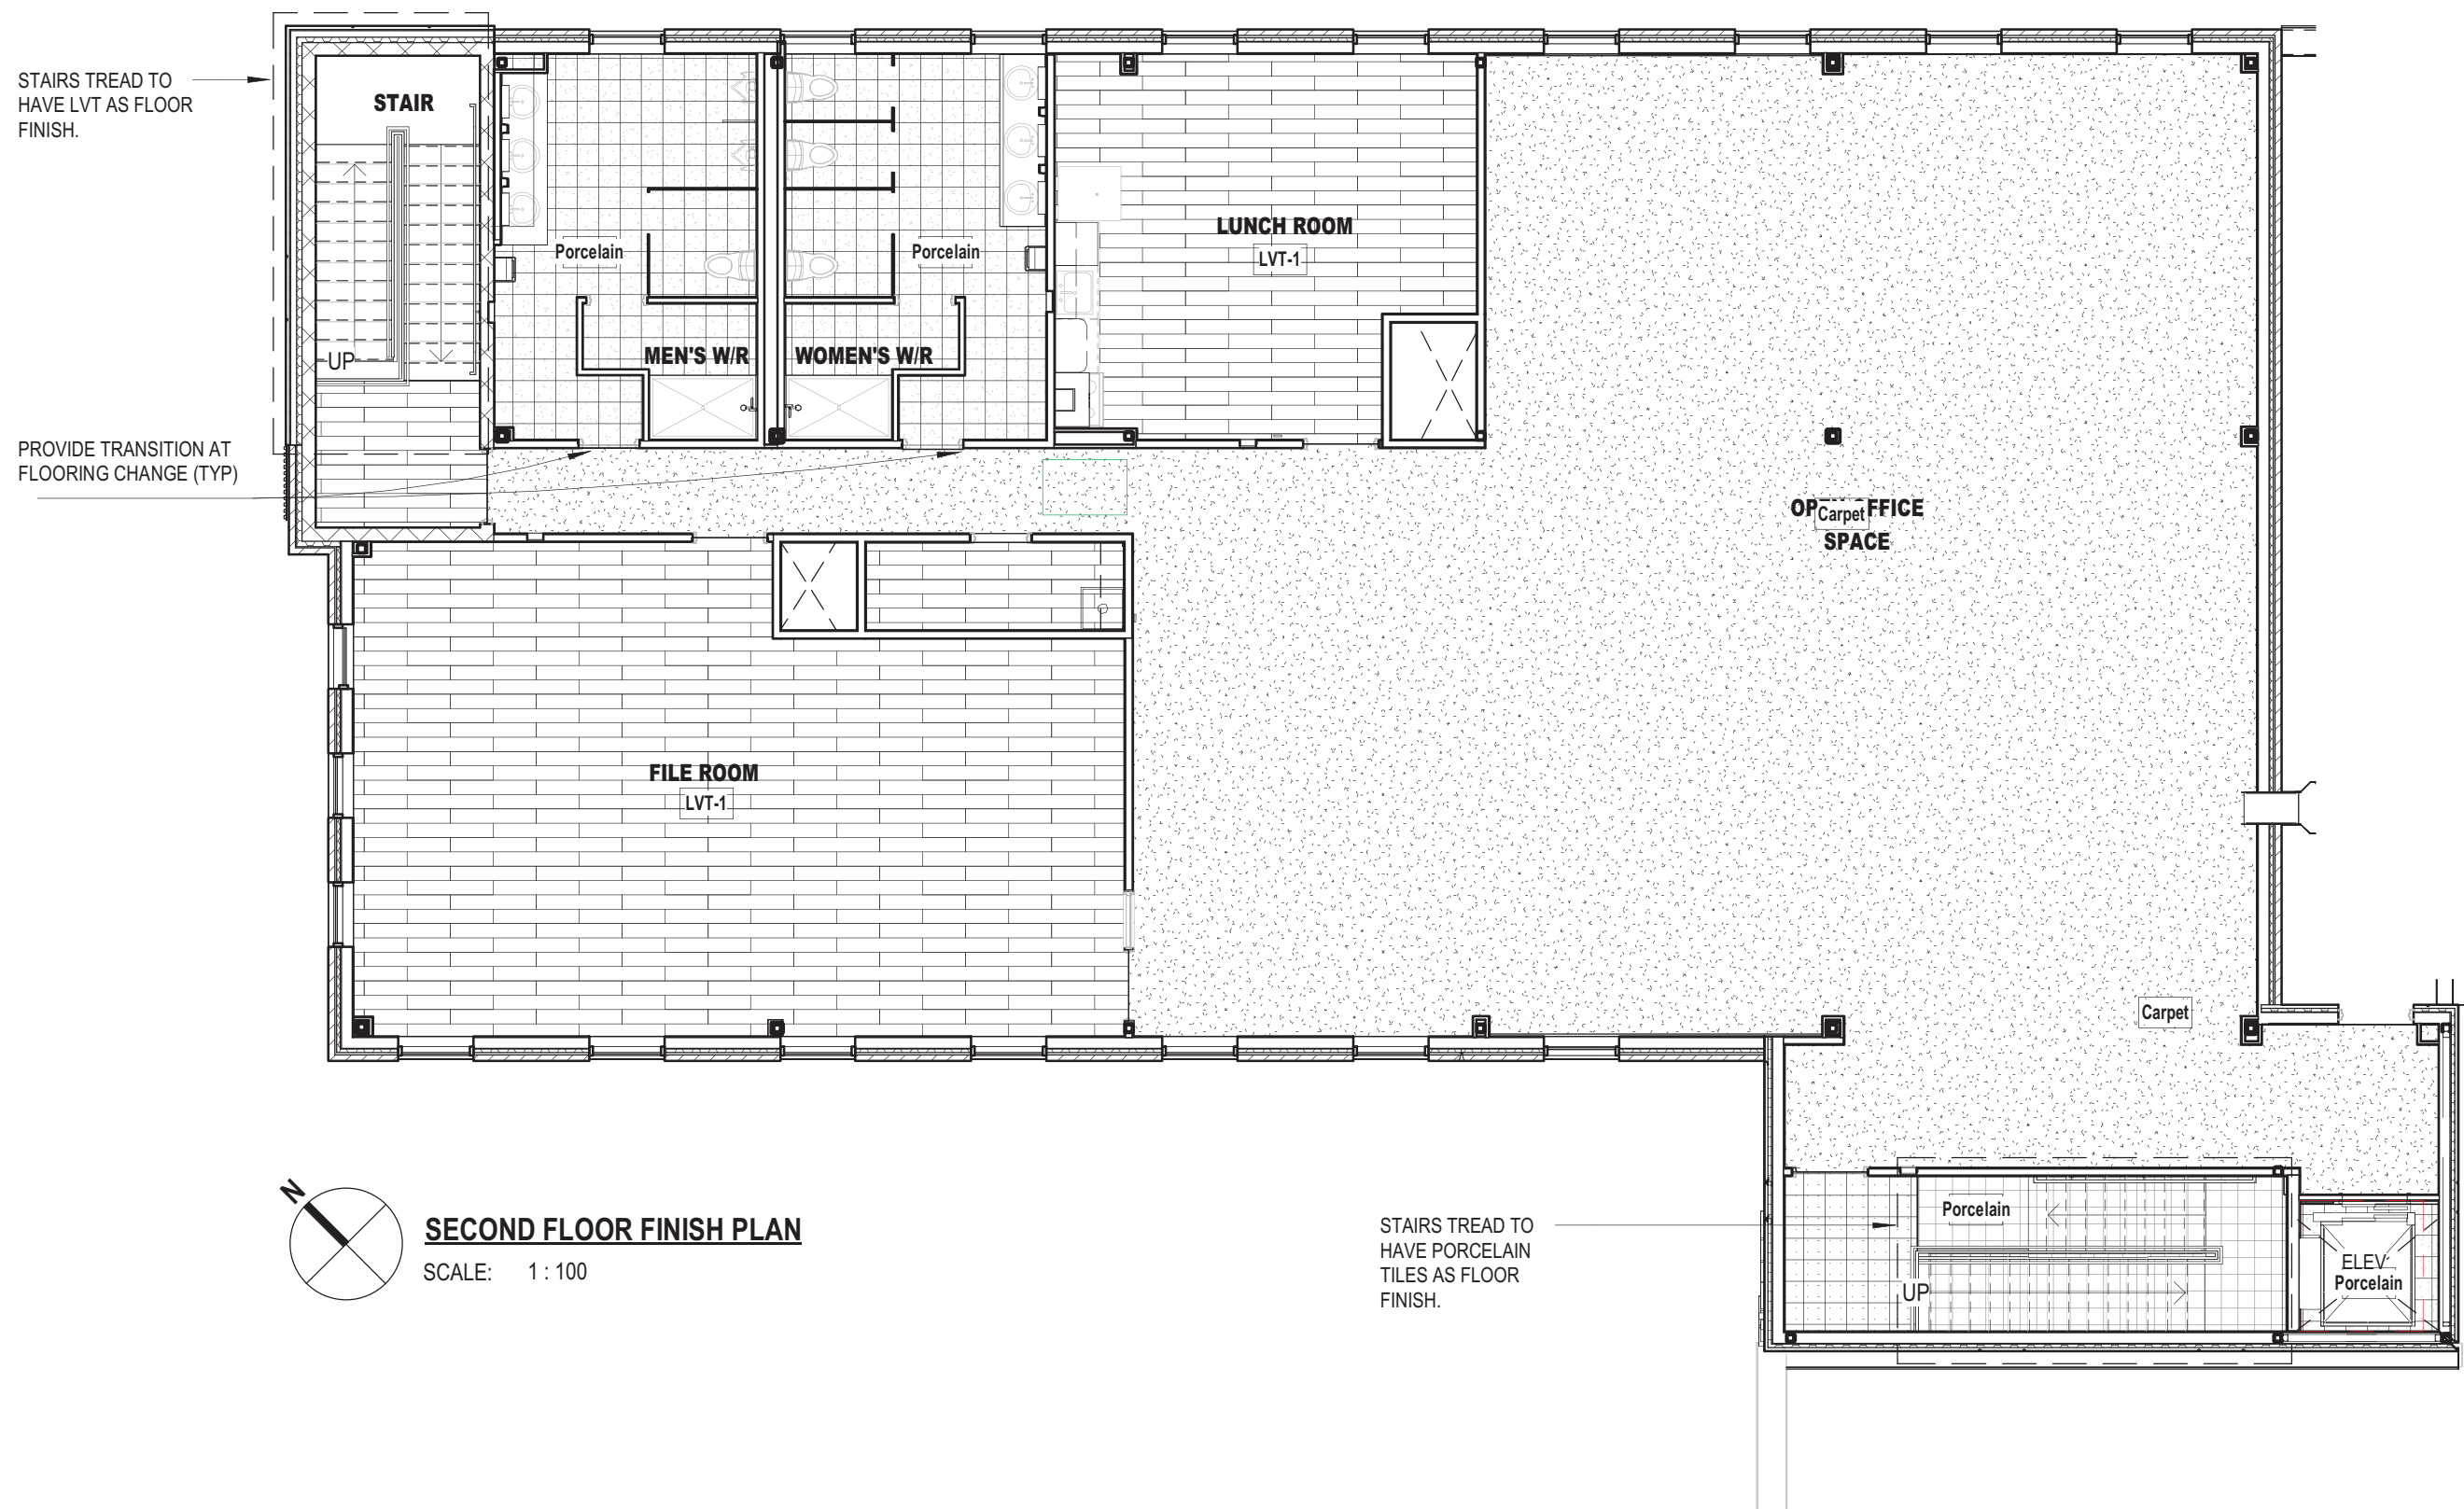 STAIRS TREAD TO
HAVE LVT AS FLOOR
FINISH.
STAIR
UP
PROVIDE TRANSITION AT
FLOORING CHANGE (TYP)
Porcelain
Porcelain
MEN'S W/R
WOMEN'S W/R
LUNCH ROOM
LVT-1
OP FFICE
Carpet
SPACE
FILE ROOM
LVT-1
Carpet
N
SECOND FLOOR FINISH PLAN
SCALE: 1 : 100
STAIRS TREAD TO
HAVE PORCELAIN
TILES AS FLOOR
FINISH.
Porcelain
UP
ELEV
Porcelain